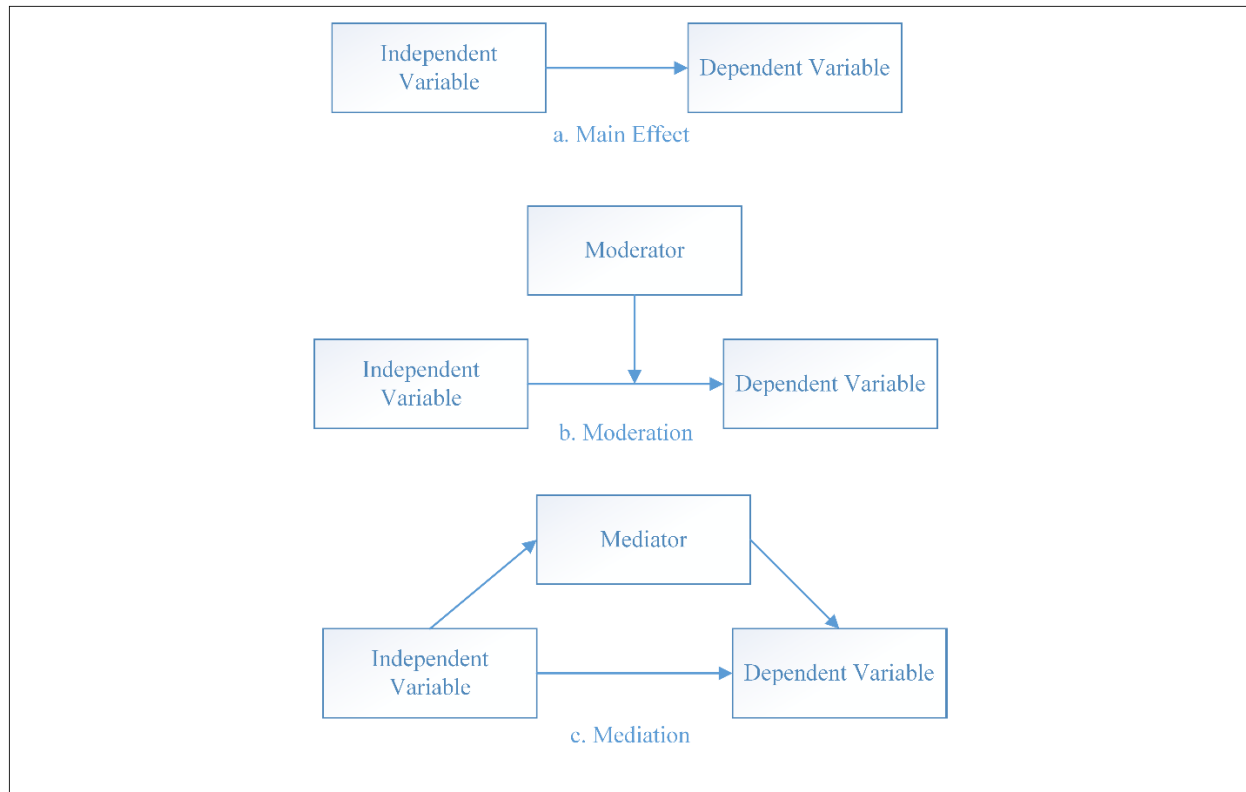 Independent
Variable
Dependent Variable
a. Main Effect
Moderator
Independent
Variable
Dependent Variable
b. Moderation
Mediator
Independent
Variable
Dependent Variable
c. Mediation